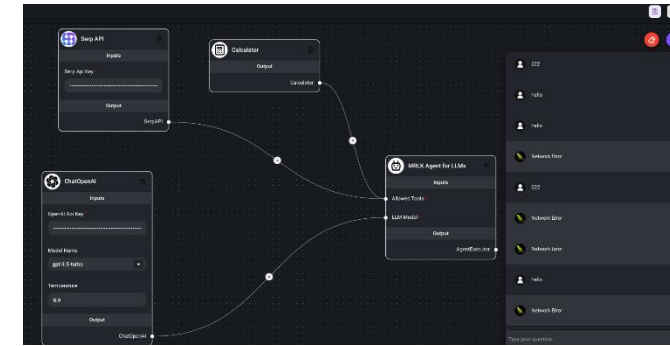 Serp API
Inputs
Serp Api Key *
Output
SerpAPI
Calculator
Output
Calculator
ChatOpenAI
Inputs
OpenAI Api Key *
Model Name
gpt-3.5-turbo
Temperature
0.9
Output
ChatOpenAI
MRLK Agent for LLMs
Inputs
Allowed Tools *
LLM Model *
Output
AgentExecutor
222
hello
hello
Network Error
222
Network Error
Network Error
hello
Network Error
Type your question...